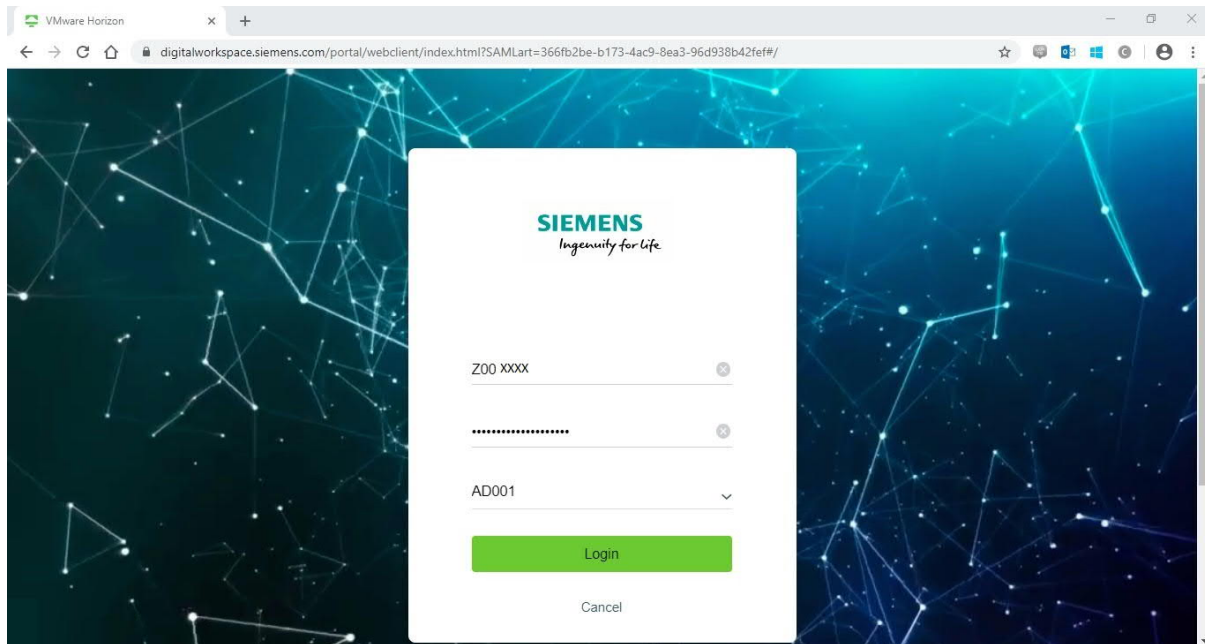 VMware Horizon
digitalworkspace.siemens.com/portal/webclient/index.html?SAMLart=366fb2be-b173-4ac9-8ea3-96d938b42fef#/
SIEMENS
Ingenuity for life
Z00 XXXX
••••••••••••••••••••
AD001
Login
Cancel